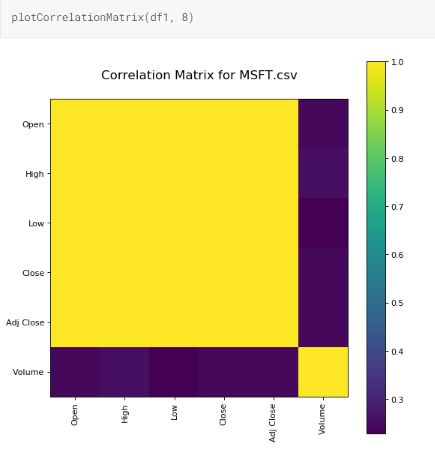 plotCorrelationMatrix(df1, 8)
Correlation Matrix for MSFT.csv
Open
High
Low
Close
Adj Close
Volume
Open
High
Low
Close
Adj Close
Volume
1.0
0.9
0.8
0.7
0.6
0.5
0.4
0.3